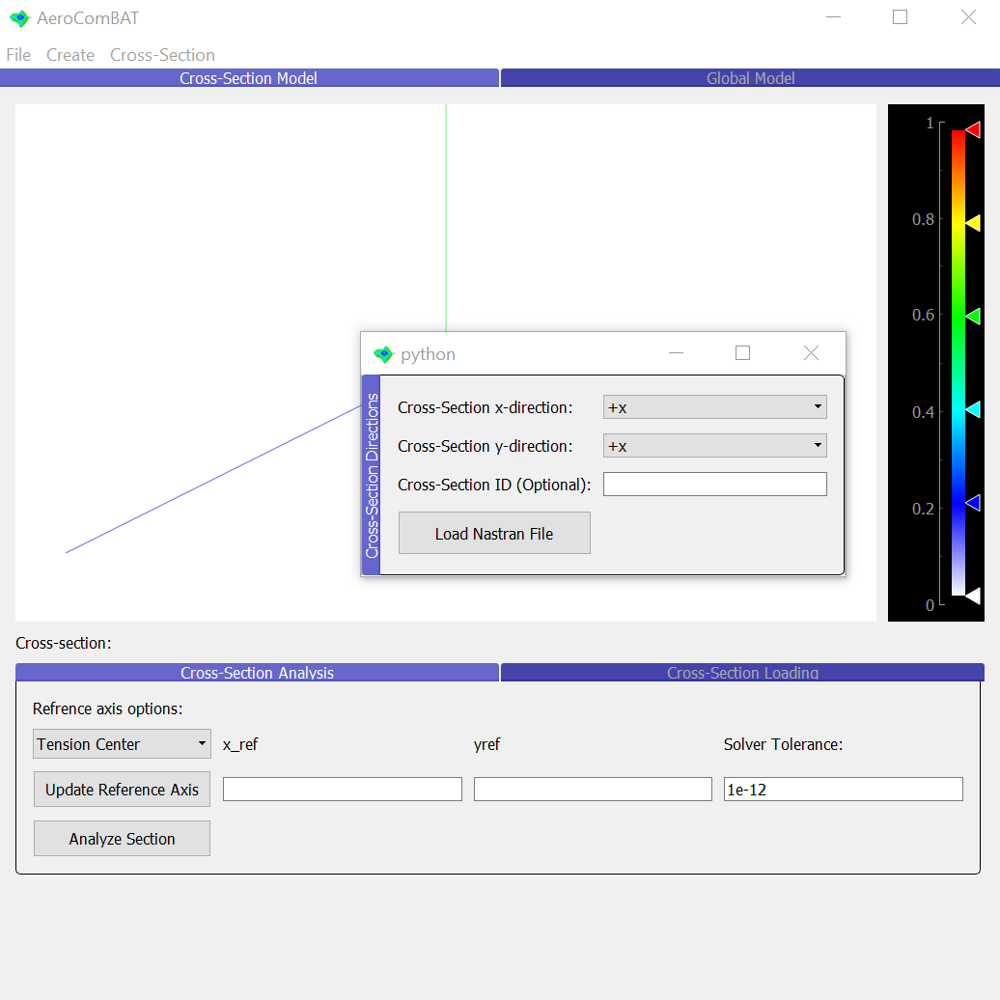 AeroComBAT
File Create Cross-Section
Cross-Section Model Global Model
1
0.8
0.6
0.4
0.2
0
python
Cross-Section Directions
Cross-Section x-direction: +x
Cross-Section y-direction: +x
Cross-Section ID (Optional):
Load Nastran File
Cross-section:
Cross-Section Analysis Cross-Section Loading
Refrence axis options:
Tension Center x_ref yref Solver Tolerance:
Update Reference Axis 1e-12
Analyze Section